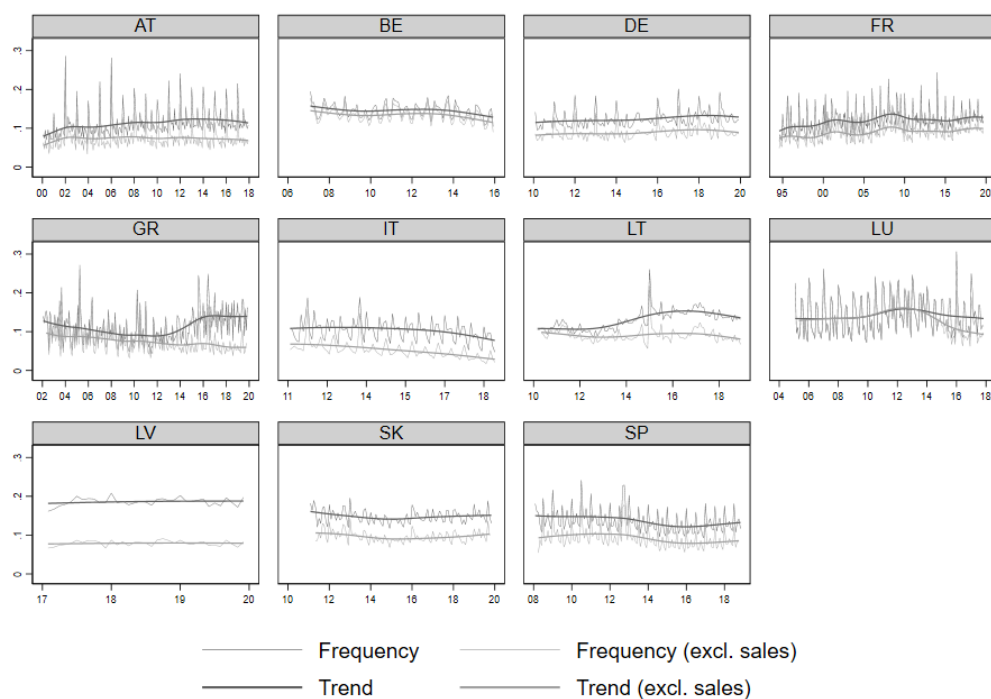 AT BE DE FR
.3
.2
.1
0
00 02 04 06 08 10 12 14 16 18
06 08 10 12 14 16
10 12 14 16 18 20
95 00 05 10 15 20
GR IT LT LU
.3
.2
.1
0
02 04 06 08 10 12 14 16 18 20
11 12 13 14 15 16 17 18
10 12 14 16 18
04 06 08 10 12 14 16 18
LV SK SP
.3
.2
.1
0
17 18 19 20
10 12 14 16 18 20
08 10 12 14 16 18
Frequency Frequency (excl. sales)
Trend Trend (excl. sales)